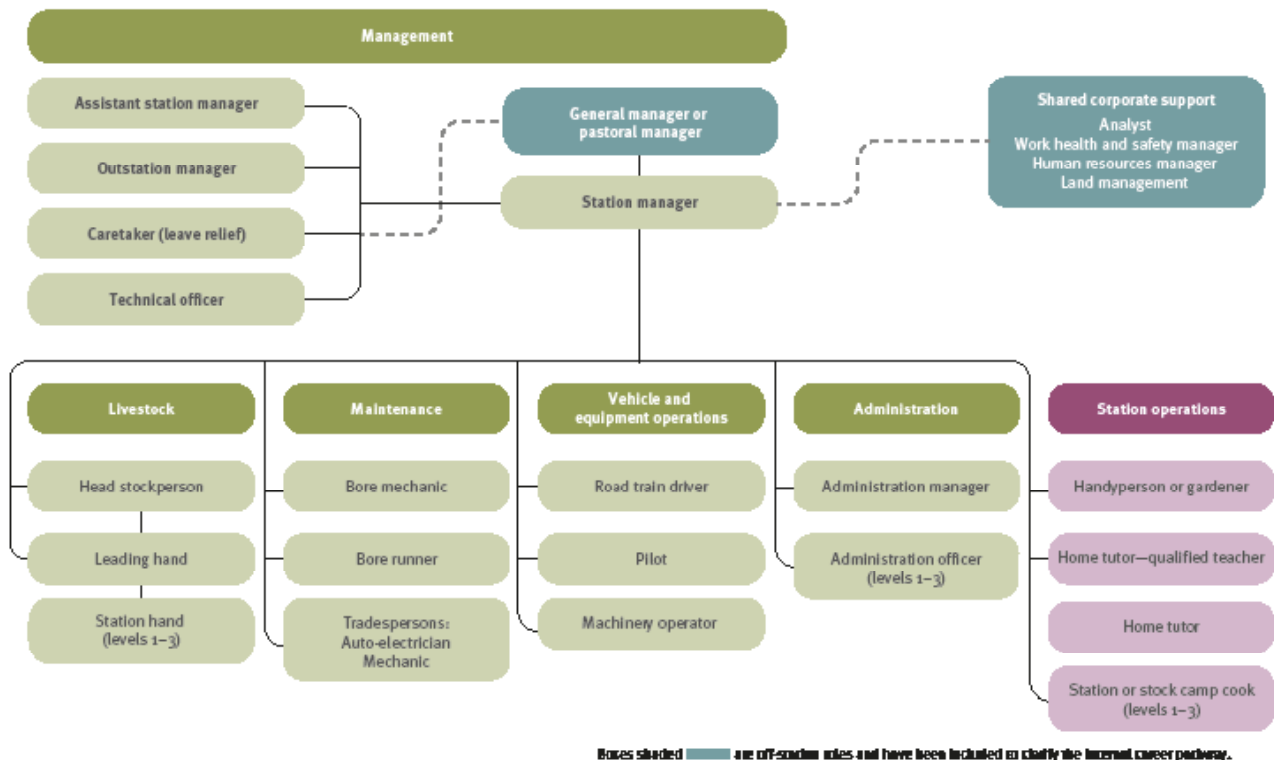 Management
Assistant station manager
Outstation manager
Caretaker (leave relief)
Technical officer
General manager or
pastoral manager
Station manager
Shared corporate support
Analyst
Work health and safety manager
Human resources manager
Land management
Livestock
Head stockperson
Leading hand
Station hand
(levels 1–3)
Maintenance
Bore mechanic
Bore runner
Tradespersons:
Auto-electrician
Mechanic
Vehicle and
equipment operations
Road train driver
Pilot
Machinery operator
Administration
Administration manager
Administration officer
(levels 1–3)
Station operations
Handyperson or gardener
Home tutor—qualified teacher
Home tutor
Station or stock camp cook
(levels 1–3)
Boxes shaded are off-station roles and have been included to clarify the internal career pathway.